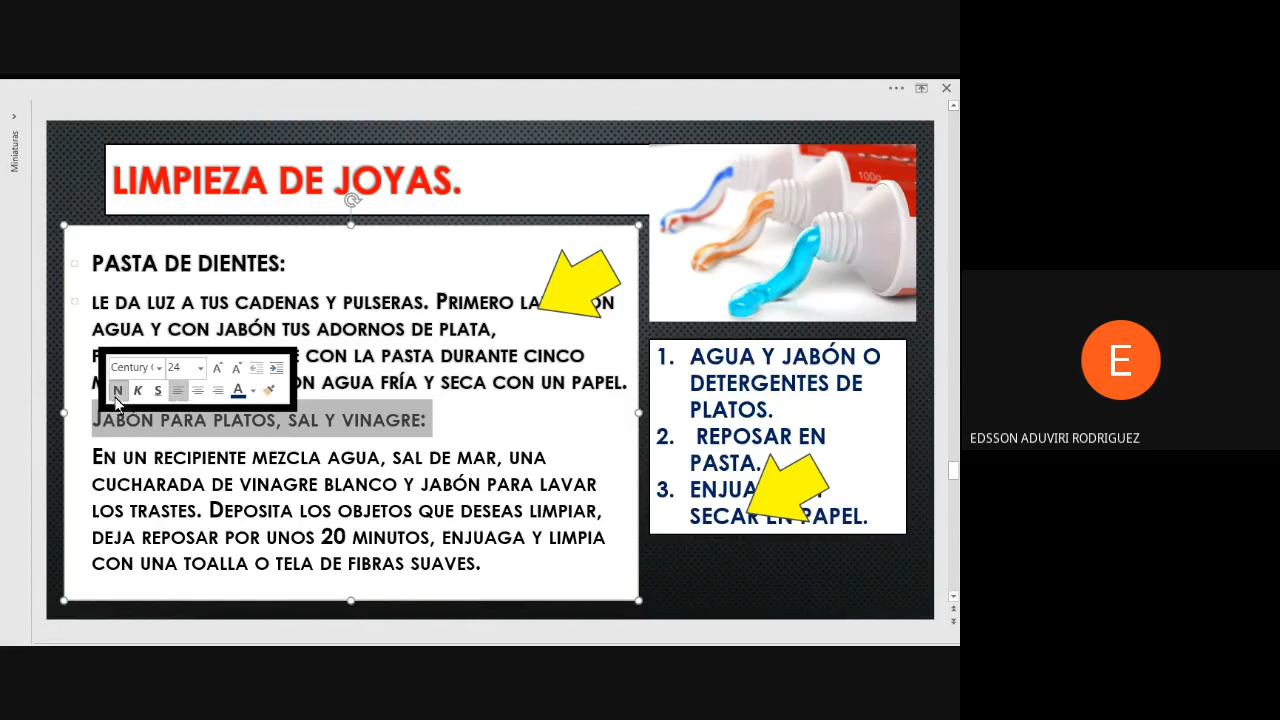 Miniaturas
LIMPIEZA DE JOYAS.
100g
PASTA DE DIENTES:
LE DA LUZ A TUS CADENAS Y PULSERAS. PRIMERO
AGUA Y CON JABÓN TUS ADORNOS DE PLATA,
CON LA PASTA DURANTE CINCO
AGUA FRÍA Y SECA CON UN PAPEL.
Century
24
N K S A
JABÓN PARA PLATOS, SAL Y VINAGRE:
EN UN RECIPIENTE MEZCLA AGUA, SAL DE MAR, UNA
CUCHARADA DE VINAGRE BLANCO Y JABÓN PARA LAVAR
LOS TRASTES. DEPOSITA LOS OBJETOS QUE DESEAS LIMPIAR,
DEJA REPOSAR POR UNOS 20 MINUTOS, ENJUAGA Y LIMPIA
CON UNA TOALLA O TELA DE FIBRAS SUAVES.
1. AGUA Y JABÓN O
DETERGENTES DE
PLATOS.
2. REPOSAR EN
PASTA.
3.
SECAR EN PAPEL.
E
EDSSON ADUVIRI RODRIGUEZ